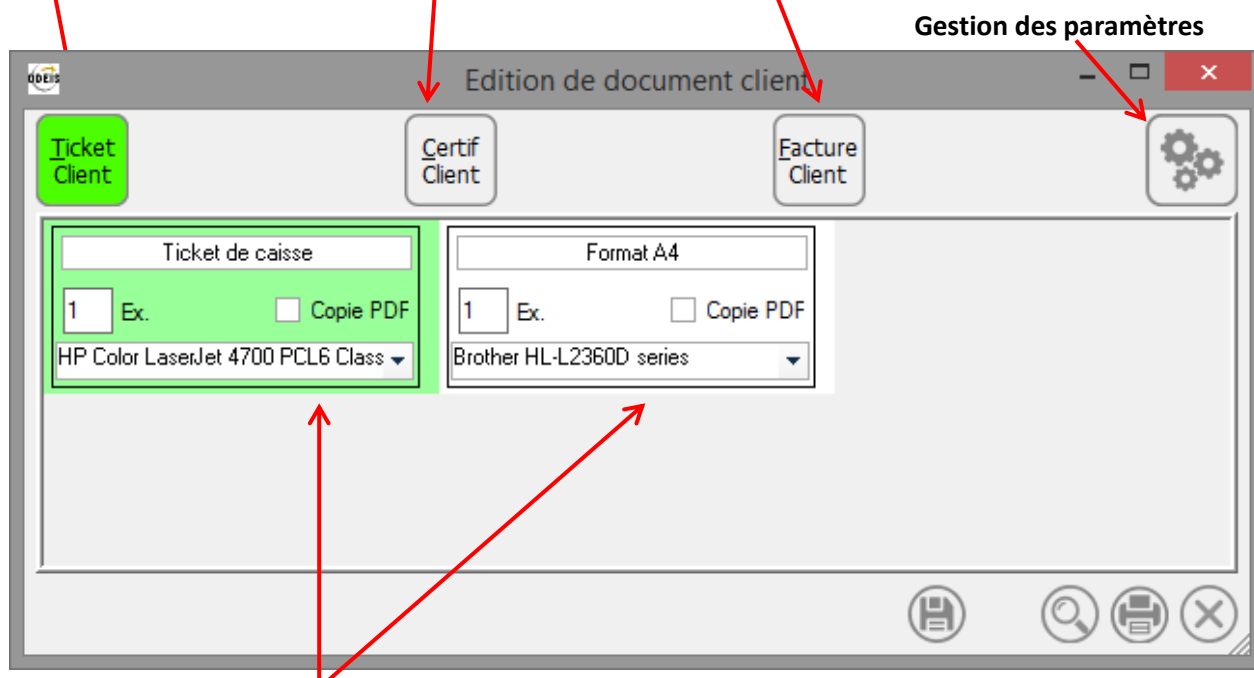 Gestion des paramètres
ODEIS
Edition de document client
Ticket
Client
Certif
Client
Facture
Client
Ticket de caisse
1 Ex. Copie PDF
HP Color LaserJet 4700 PCL6 Class
Format A4
1 Ex. Copie PDF
Brother HL-L2360D series